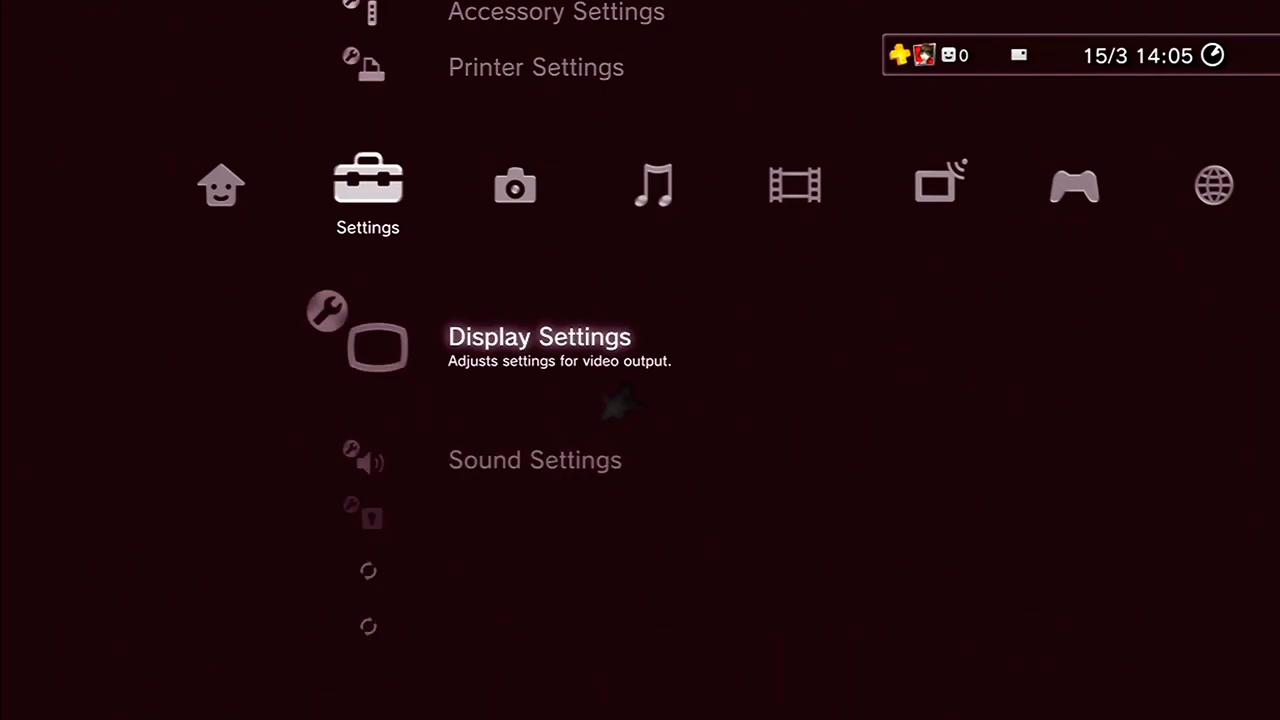 Accessory Settings
Printer Settings
0
15/3 14:05
Settings
Display Settings
Adjusts settings for video output.
Sound Settings